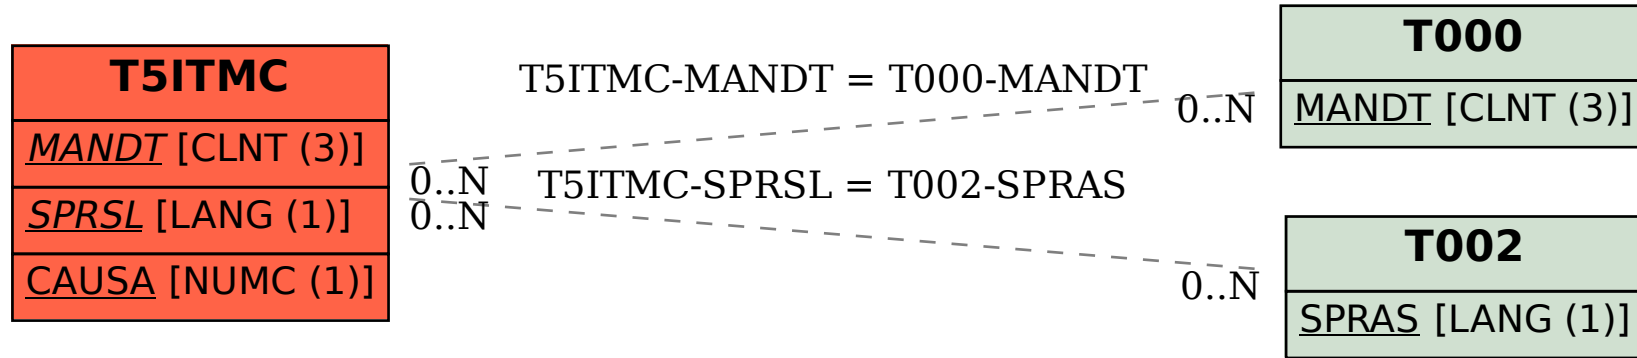 T5ITMC
MANDT [CLNT (3)]
SPRSL [LANG (1)]
CAUSA [NUMC (1)]
T5ITMC-MANDT = T000-MANDT
0..N
0..N
T5ITMC-SPRSL = T002-SPRAS
0..N
0..N
T000
MANDT [CLNT (3)]
T002
SPRAS [LANG (1)]